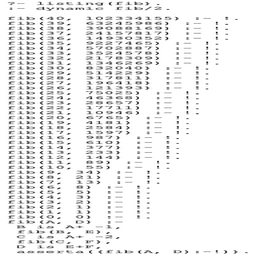 ?- listing(fib).
:- dynamic fib/2.
fib(40, 102334155) :- !.
fib(39, 63245986) :- !.
fib(38, 39088169) :- !.
fib(37, 24157817) :- !.
fib(36, 14930352) :- !.
fib(35, 9227465) :- !.
fib(34, 5702887) :- !.
fib(33, 3524578) :- !.
fib(32, 2178309) :- !.
fib(31, 1346269) :- !.
fib(30, 832040) :- !.
fib(29, 514229) :- !.
fib(28, 317811) :- !.
fib(27, 196418) :- !.
fib(26, 121393) :- !.
fib(25, 75025) :- !.
fib(24, 46368) :- !.
fib(23, 28657) :- !.
fib(22, 17711) :- !.
fib(21, 10946) :- !.
fib(20, 6765) :- !.
fib(19, 4181) :- !.
fib(18, 2584) :- !.
fib(17, 1597) :- !.
fib(16, 987) :- !.
fib(15, 610) :- !.
fib(14, 377) :- !.
fib(13, 233) :- !.
fib(12, 144) :- !.
fib(11, 89) :- !.
fib(10, 55) :- !.
fib(9, 34) :- !.
fib(8, 21) :- !.
fib(7, 13) :- !.
fib(6, 8) :- !.
fib(5, 5) :- !.
fib(4, 3) :- !.
fib(3, 2) :- !.
fib(2, 1) :- !.
fib(1, 1) :- !.
fib(0, 0) :- !.
fib(A, D) :-
B is A+ -1,
fib(B, E),
C is A+ -2,
fib(C, F),
D is E+F,
asserta((fib(A, D):-!)).